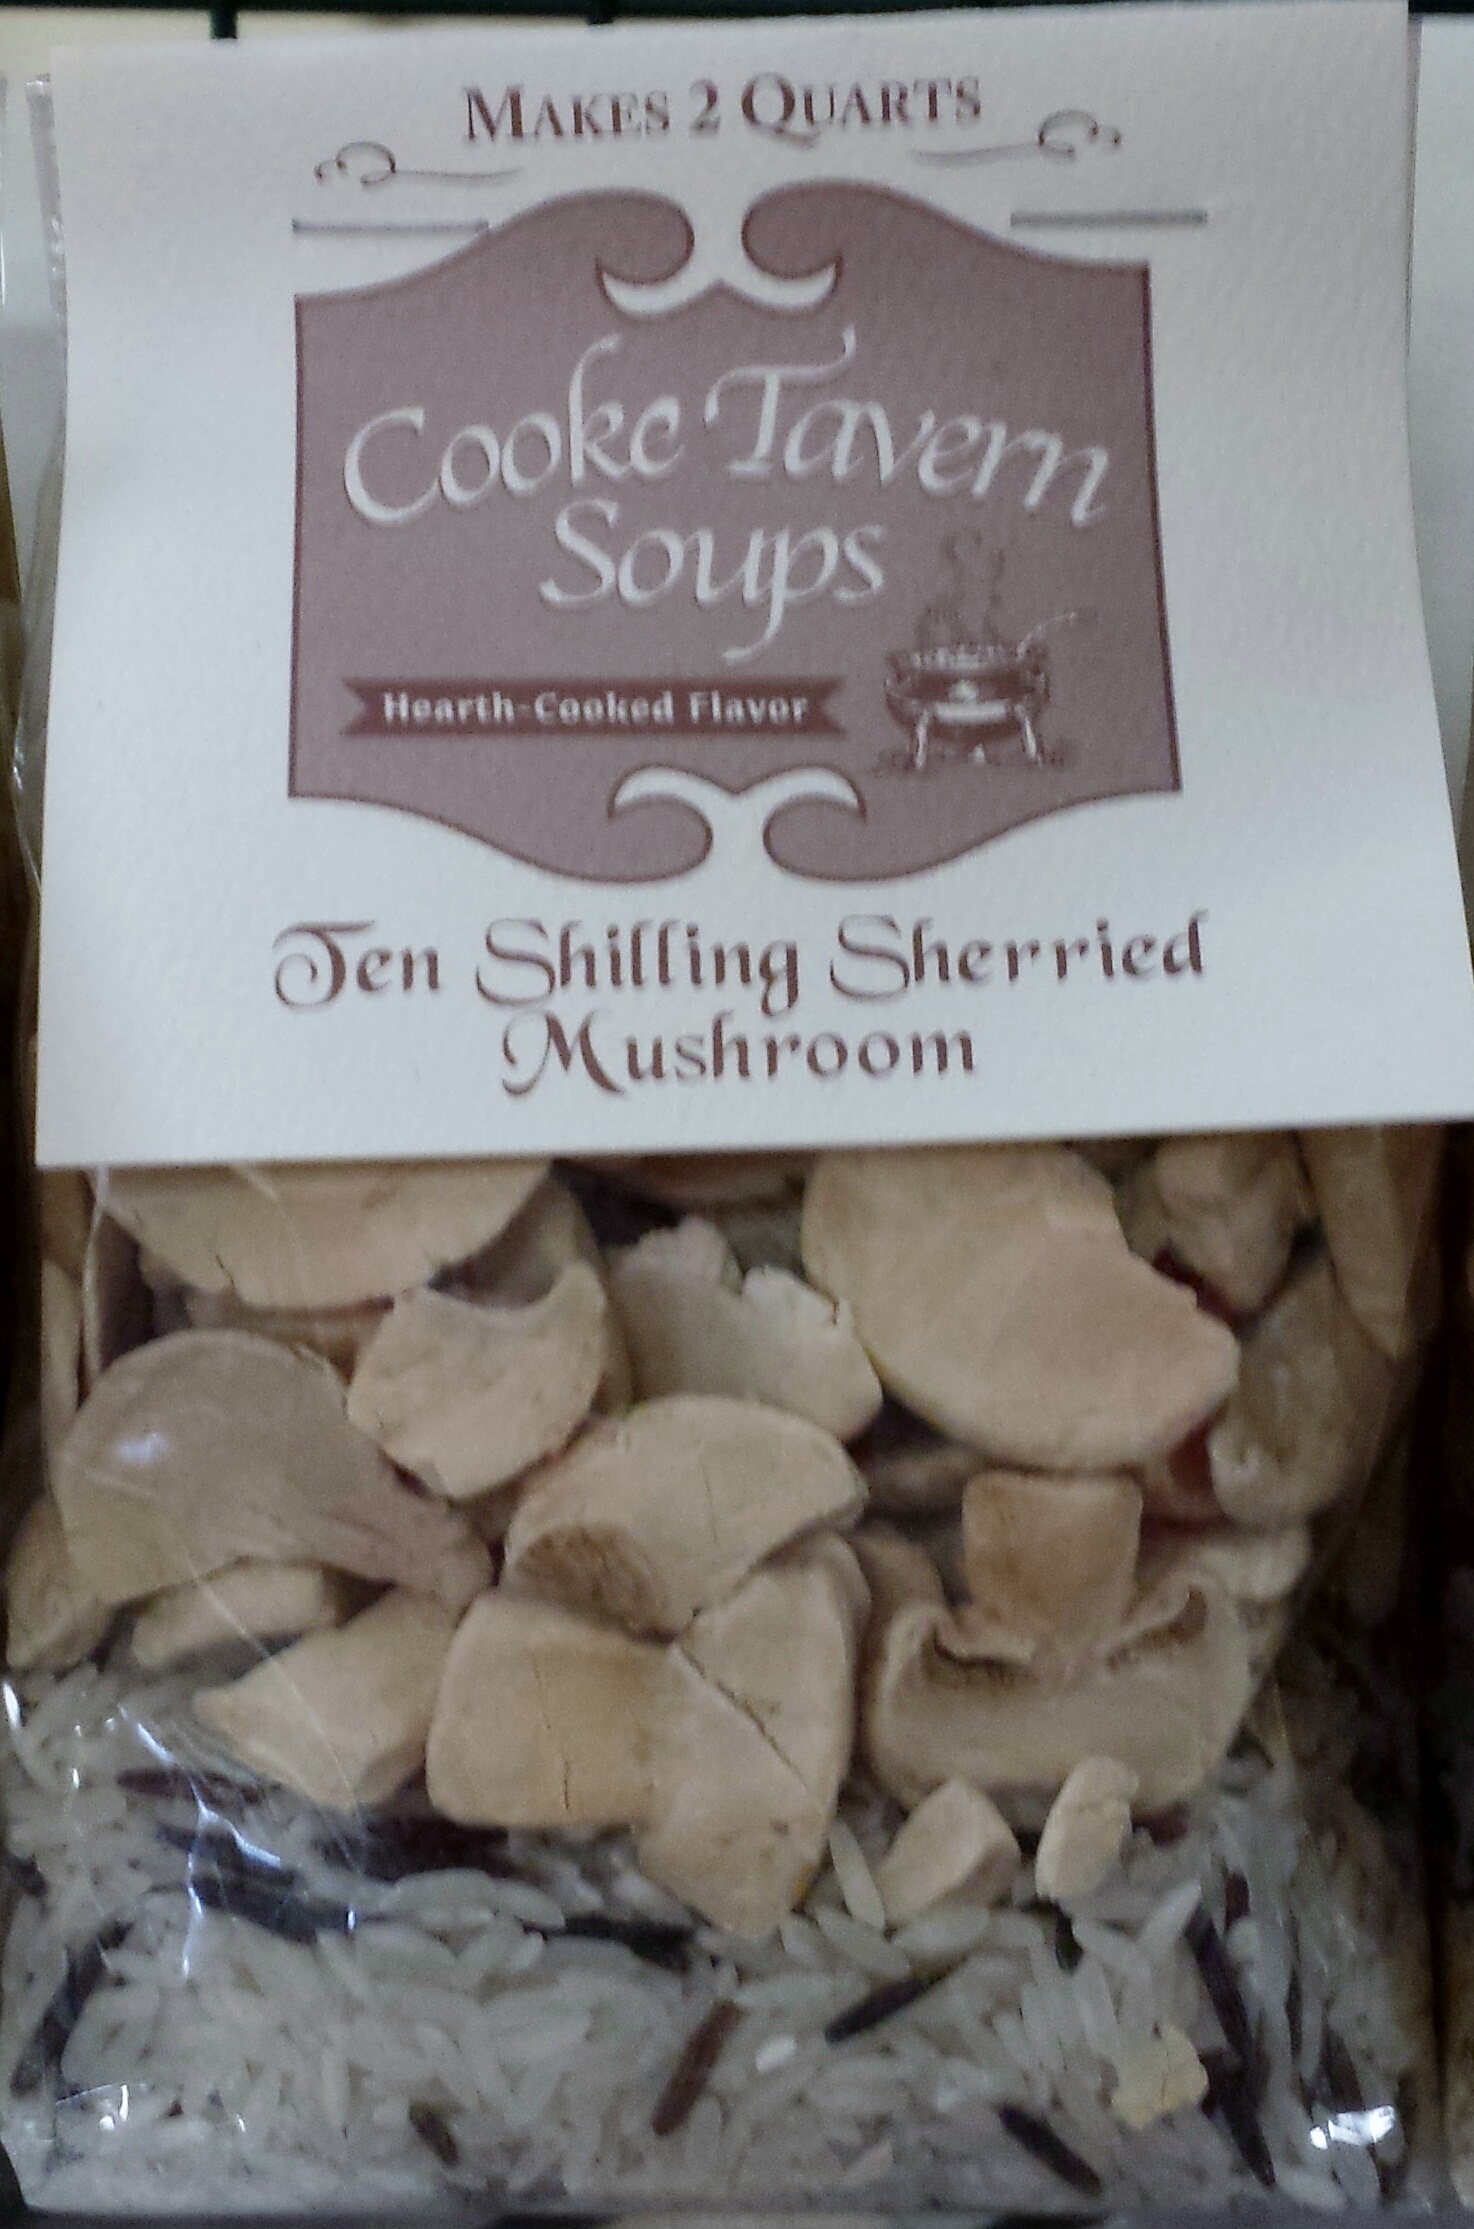 MAKES 2 QUARTS
Cooke Tavern
Soups
Hearth-Cooked Flavor
Ten Shilling Sherried
Mushroom